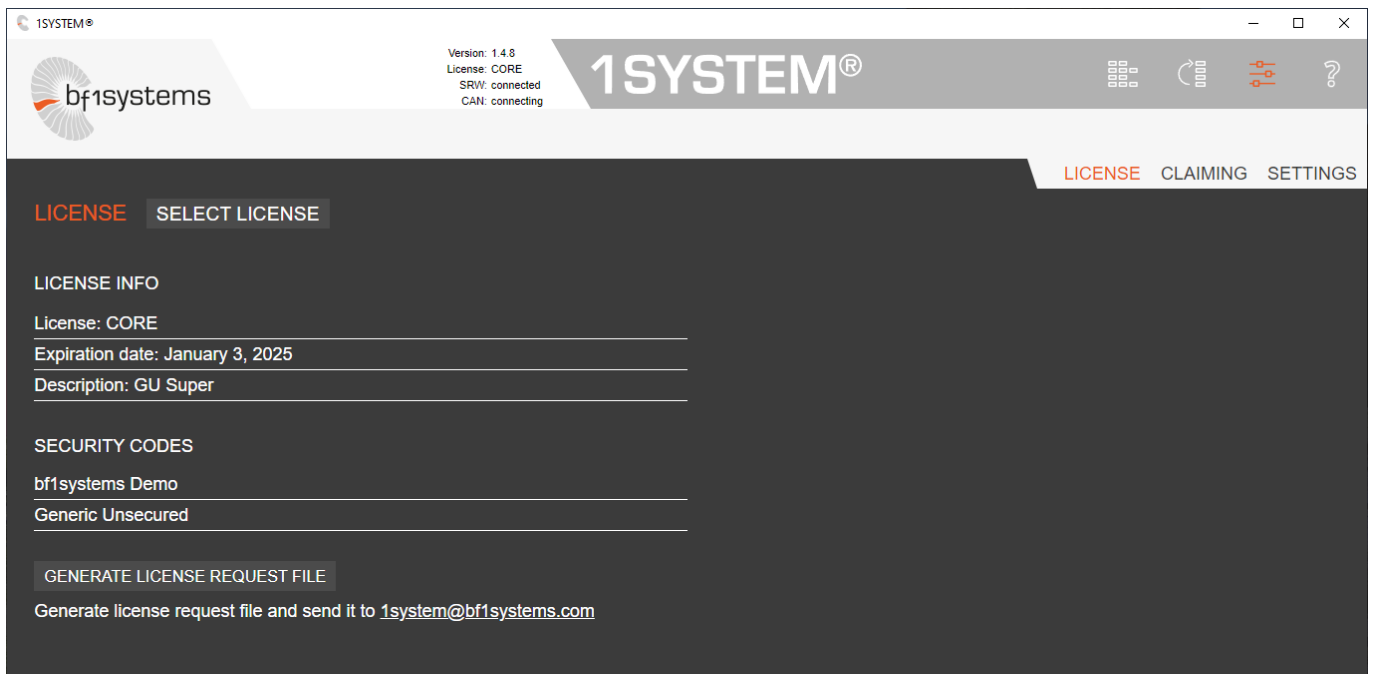 1SYSTEM®
bf1systems
Version: 1.4.8
License: CORE
SRW: connected
CAN: connecting
1SYSTEM®
LICENSE CLAIMING SETTINGS
LICENSE SELECT LICENSE
LICENSE INFO
License: CORE
Expiration date: January 3, 2025
Description: GU Super
SECURITY CODES
bf1systems Demo
Generic Unsecured
GENERATE LICENSE REQUEST FILE
Generate license request file and send it to 1system@bf1systems.com